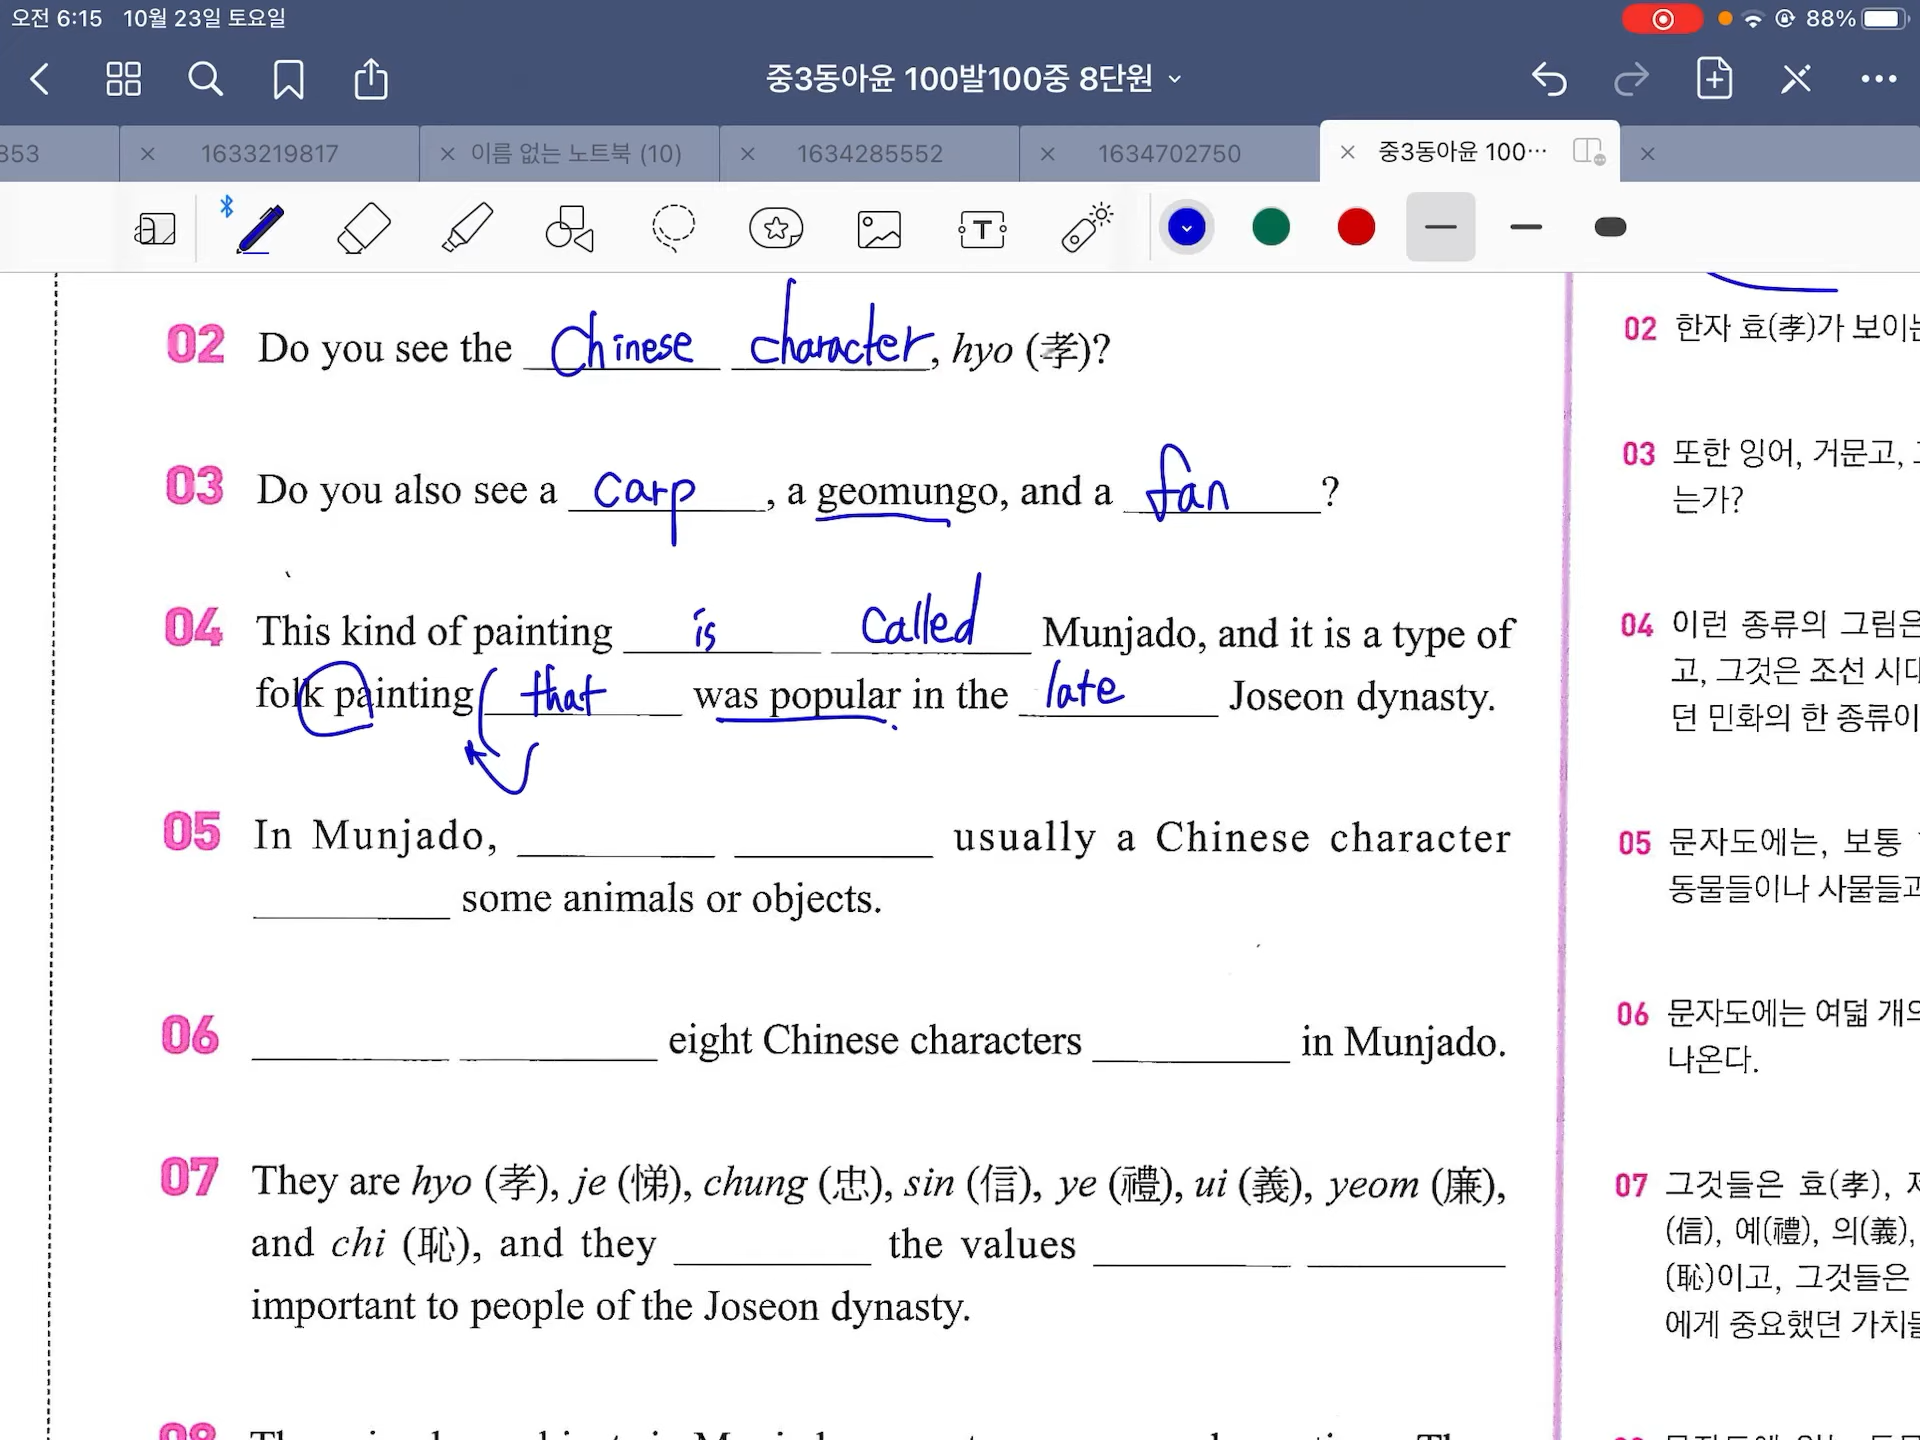 오전 6:15 10월 23일 토요일 88%
중3동아윤 100발100중 8단원
853 1633219817 이름 없는 노트북 (10) 1634285552 1634702750 중3동아윤 100…
02 Do you see the Chinese character, hyo (孝)?
03 Do you also see a carp, a geomungo, and a fan?
04 This kind of painting is called Munjado, and it is a type of
folk painting that was popular in the late Joseon dynasty.
05 In Munjado, usually a Chinese character
some animals or objects.
06 eight Chinese characters in Munjado.
07 They are hyo (孝), je (悌), chung (忠), sin (信), ye (禮), ui (義), yeom (廉),
and chi (恥), and they the values
important to people of the Joseon dynasty.
02 한자 효(孝)가 보이는
03 또한 잉어, 거문고,
는가?
04 이런 종류의 그림은
고, 그것은 조선 시대
던 민화의 한 종류이
05 문자도에는, 보통
동물들이나 사물들과
06 문자도에는 여덟 개의
나온다.
07 그것들은 효(孝),
(信), 예(禮), 의(義),
(恥)이고, 그것들은
에게 중요했던 가치들